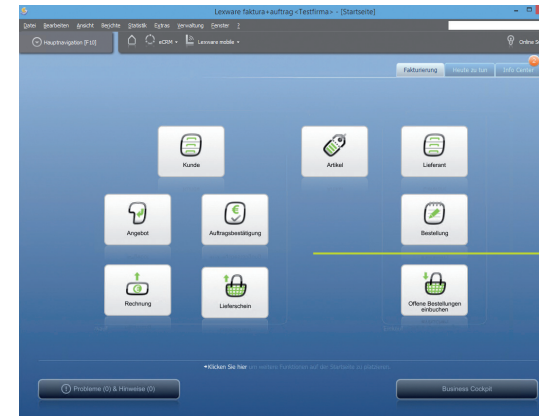 Lexware faktura+auftrag <Testfirma> - [Startseite]
Datei Bearbeiten Ansicht Berichte Statistik Extras Verwaltung Fenster ?
Hauptnavigation [F10] eCRM Lexware mobile Online S
Fakturierung Heute zu tun Info Center
Kunde Artikel Lieferant
Angebot Auftragsbestätigung Bestellung
Rechnung Lieferschein Offene Bestellungen
einbuchen
Klicken Sie hier um weitere Funktionen auf der Startseite zu platzieren.
Probleme (0) & Hinweise (0) Business Cockpit